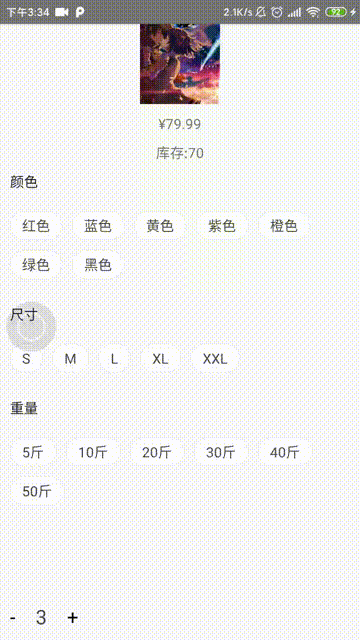 下午3:34 2.1K/s 92
¥79.99
库存:70
颜色
红色 蓝色 黄色 紫色 橙色
绿色 黑色
尺寸
S M L XL XXL
重量
5斤 10斤 20斤 30斤 40斤
50斤
- 3 +